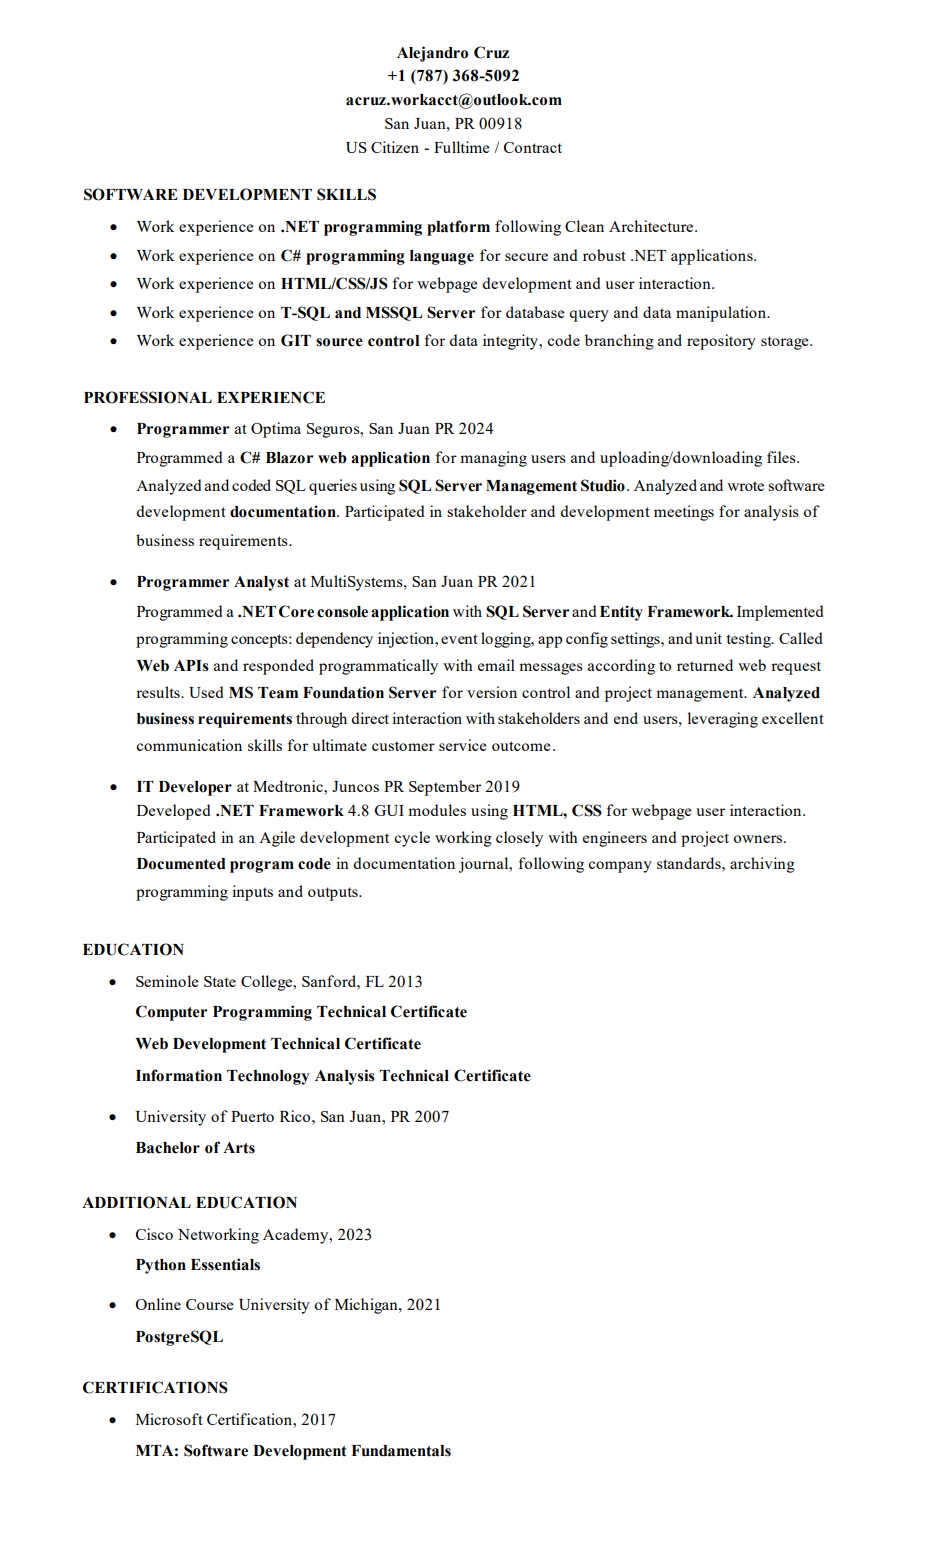 Alejandro Cruz
+1 (787) 368-5092
acruz.workacct@outlook.com
San Juan, PR 00918
US Citizen - Fulltime / Contract
SOFTWARE DEVELOPMENT SKILLS
• Work experience on .NET programming platform following Clean Architecture.
• Work experience on C# programming language for secure and robust .NET applications.
• Work experience on HTML/CSS/JS for webpage development and user interaction.
• Work experience on T-SQL and MSSQL Server for database query and data manipulation.
• Work experience on GIT source control for data integrity, code branching and repository storage.
PROFESSIONAL EXPERIENCE
• Programmer at Optima Seguros, San Juan PR 2024
Programmed a C# Blazor web application for managing users and uploading/downloading files.
Analyzed and coded SQL queries using SQL Server Management Studio. Analyzed and wrote software
development documentation. Participated in stakeholder and development meetings for analysis of
business requirements.
• Programmer Analyst at MultiSystems, San Juan PR 2021
Programmed a .NET Core console application with SQL Server and Entity Framework. Implemented
programming concepts: dependency injection, event logging, app config settings, and unit testing. Called
Web APIs and responded programmatically with email messages according to returned web request
results. Used MS Team Foundation Server for version control and project management. Analyzed
business requirements through direct interaction with stakeholders and end users, leveraging excellent
communication skills for ultimate customer service outcome.
• IT Developer at Medtronic, Juncos PR September 2019
Developed .NET Framework 4.8 GUI modules using HTML, CSS for webpage user interaction.
Participated in an Agile development cycle working closely with engineers and project owners.
Documented program code in documentation journal, following company standards, archiving
programming inputs and outputs.
EDUCATION
• Seminole State College, Sanford, FL 2013
Computer Programming Technical Certificate
Web Development Technical Certificate
Information Technology Analysis Technical Certificate
• University of Puerto Rico, San Juan, PR 2007
Bachelor of Arts
ADDITIONAL EDUCATION
• Cisco Networking Academy, 2023
Python Essentials
• Online Course University of Michigan, 2021
PostgreSQL
CERTIFICATIONS
• Microsoft Certification, 2017
MTA: Software Development Fundamentals